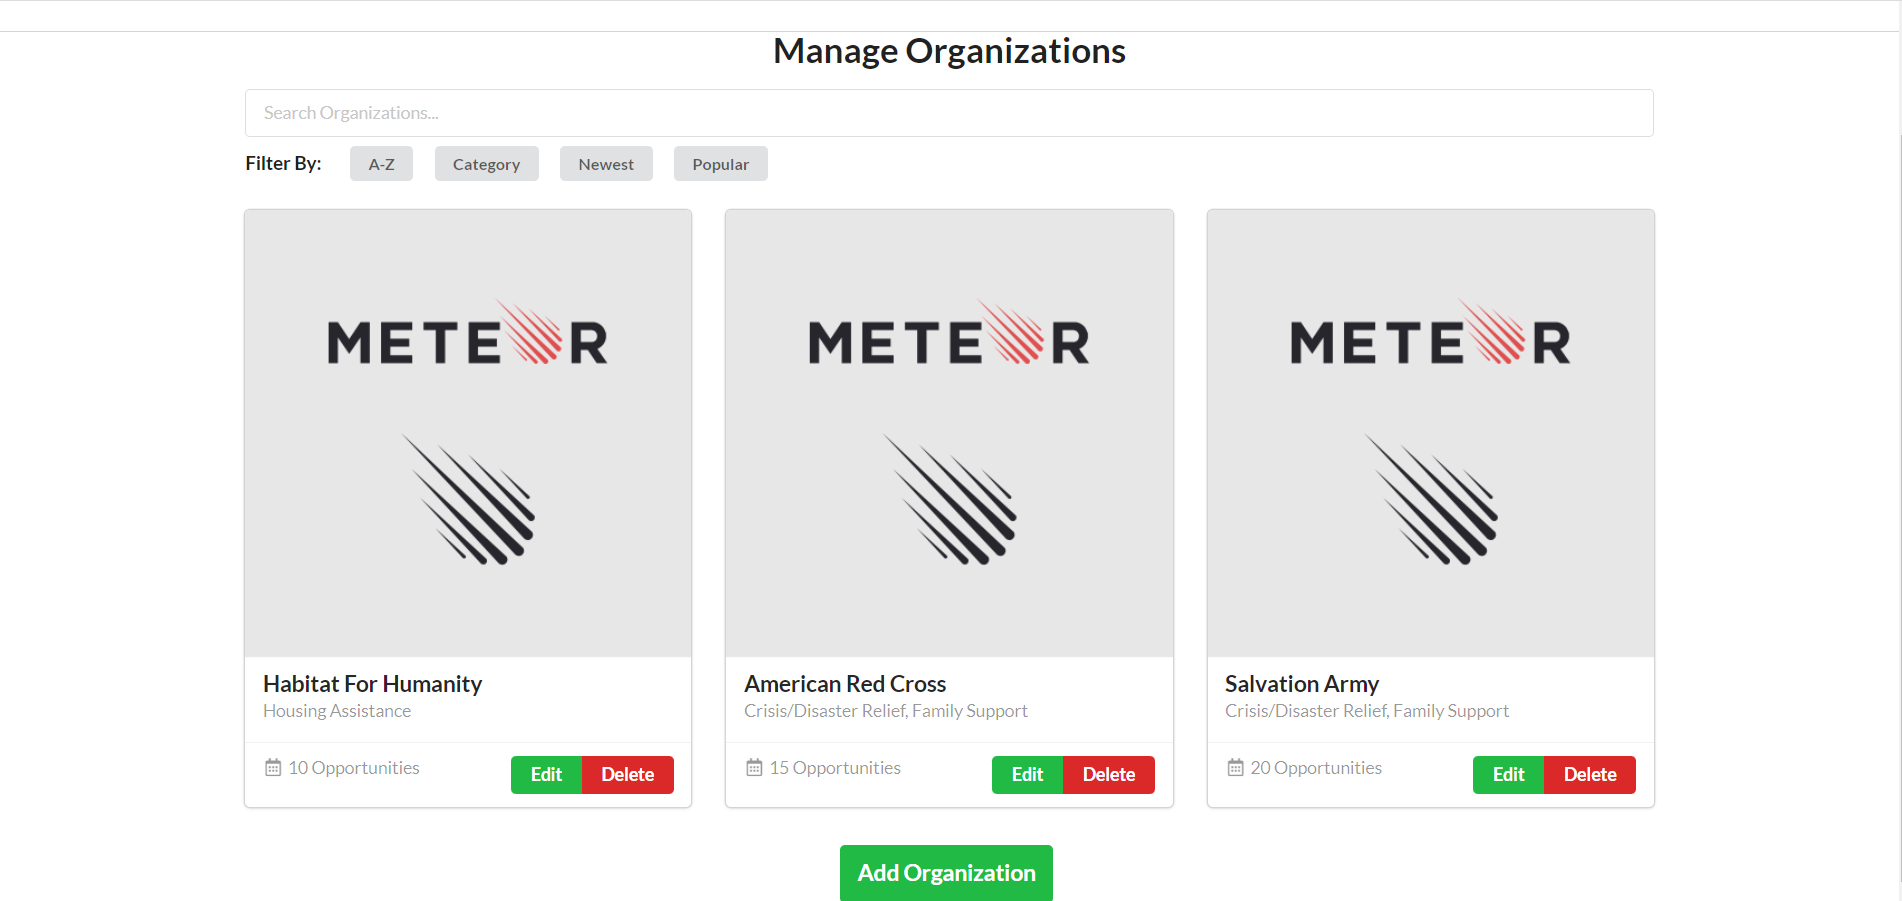 Manage Organizations
Search Organizations...
Filter By: A-Z Category Newest Popular
METEOR METEOR METEOR
Habitat For Humanity
Housing Assistance
10 Opportunities Edit Delete
American Red Cross
Crisis/Disaster Relief, Family Support
15 Opportunities Edit Delete
Salvation Army
Crisis/Disaster Relief, Family Support
20 Opportunities Edit Delete
Add Organization